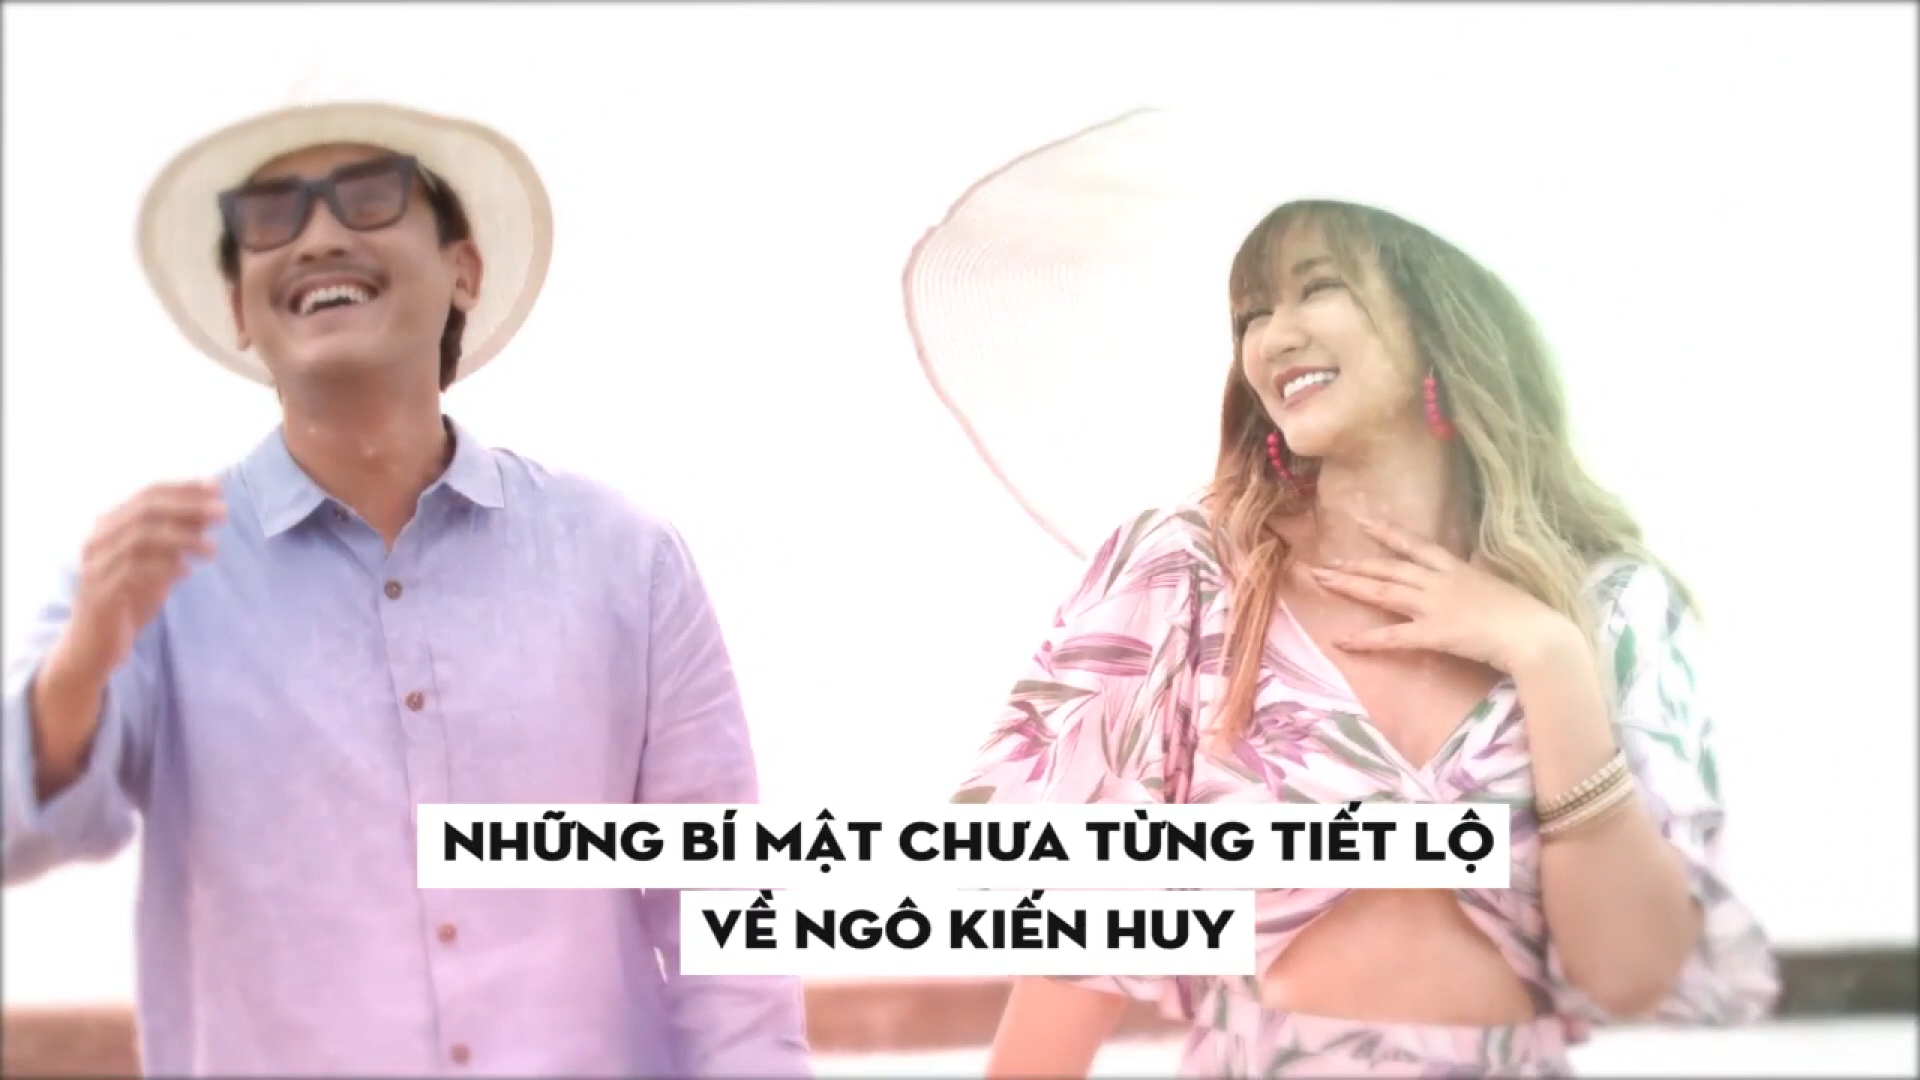 NHỮNG BÍ MẬT CHƯA TỪNG TIẾT LỘ
VỀ NGÔ KIẾN HUY